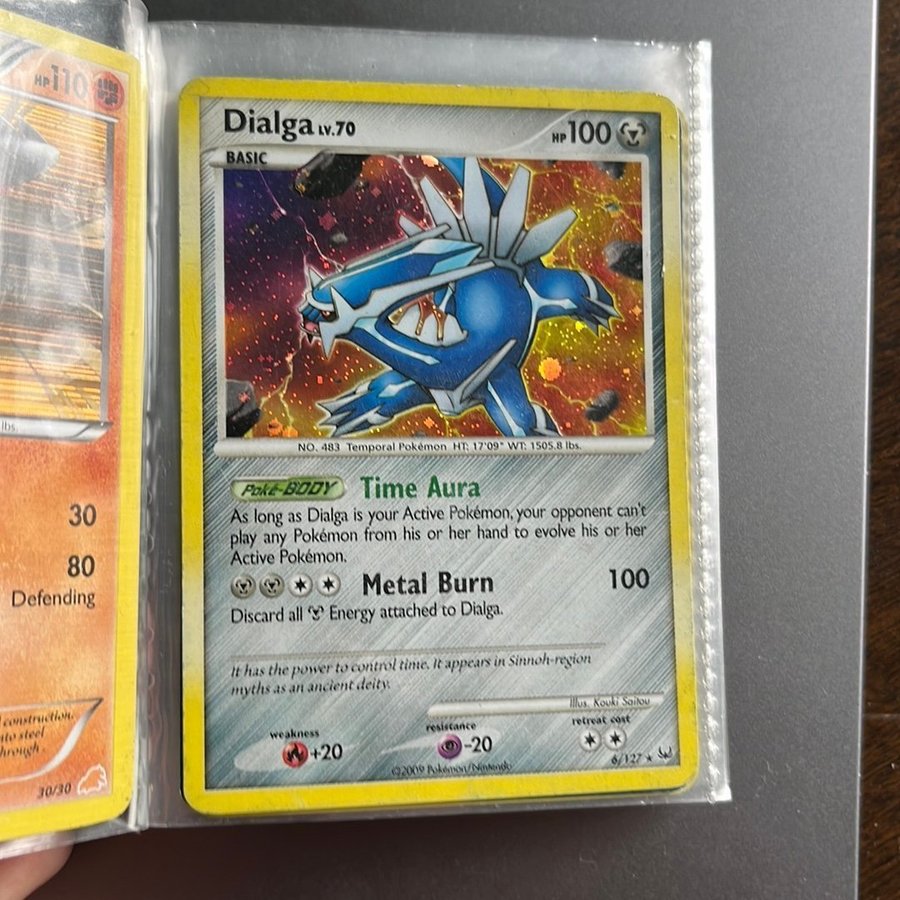 HP 110
lbs.
30
80
Defending
construction.
into steel
through.
30/30
Dialga LV.70
HP 100
BASIC
NO. 483 Temporal Pokémon HT: 17'09" WT: 1505.8 lbs.
Poké-BODY Time Aura
As long as Dialga is your Active Pokémon, your opponent can't
play any Pokémon from his or her hand to evolve his or her
Active Pokémon.
Metal Burn 100
Discard all Energy attached to Dialga.
It has the power to control time. It appears in Sinnoh-region
myths as an ancient deity.
Illus. Kouki Saitou
weakness
+20
resistance
-20
retreat cost
©2009 Pokémon/Nintendo
6/127